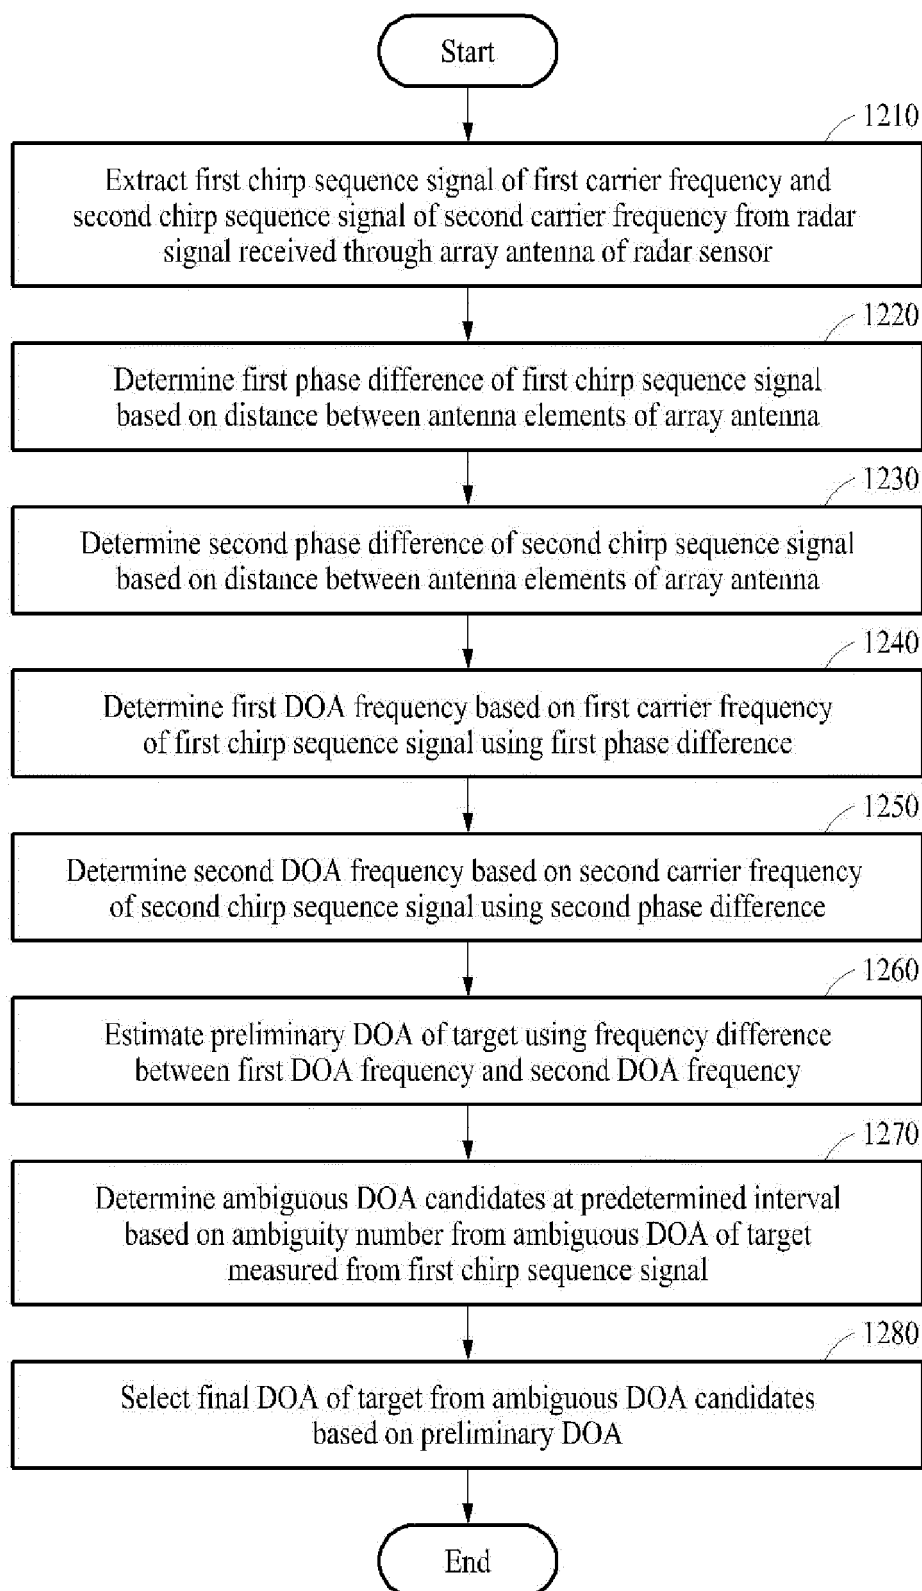 Start
1210
Extract first chirp sequence signal of first carrier frequency and
second chirp sequence signal of second carrier frequency from radar
signal received through array antenna of radar sensor
1220
Determine first phase difference of first chirp sequence signal
based on distance between antenna elements of array antenna
1230
Determine second phase difference of second chirp sequence signal
based on distance between antenna elements of array antenna
1240
Determine first DOA frequency based on first carrier frequency
of first chirp sequence signal using first phase difference
1250
Determine second DOA frequency based on second carrier frequency
of second chirp sequence signal using second phase difference
1260
Estimate preliminary DOA of target using frequency difference
between first DOA frequency and second DOA frequency
1270
Determine ambiguous DOA candidates at predetermined interval
based on ambiguity number from ambiguous DOA of target
measured from first chirp sequence signal
1280
Select final DOA of target from ambiguous DOA candidates
based on preliminary DOA
End